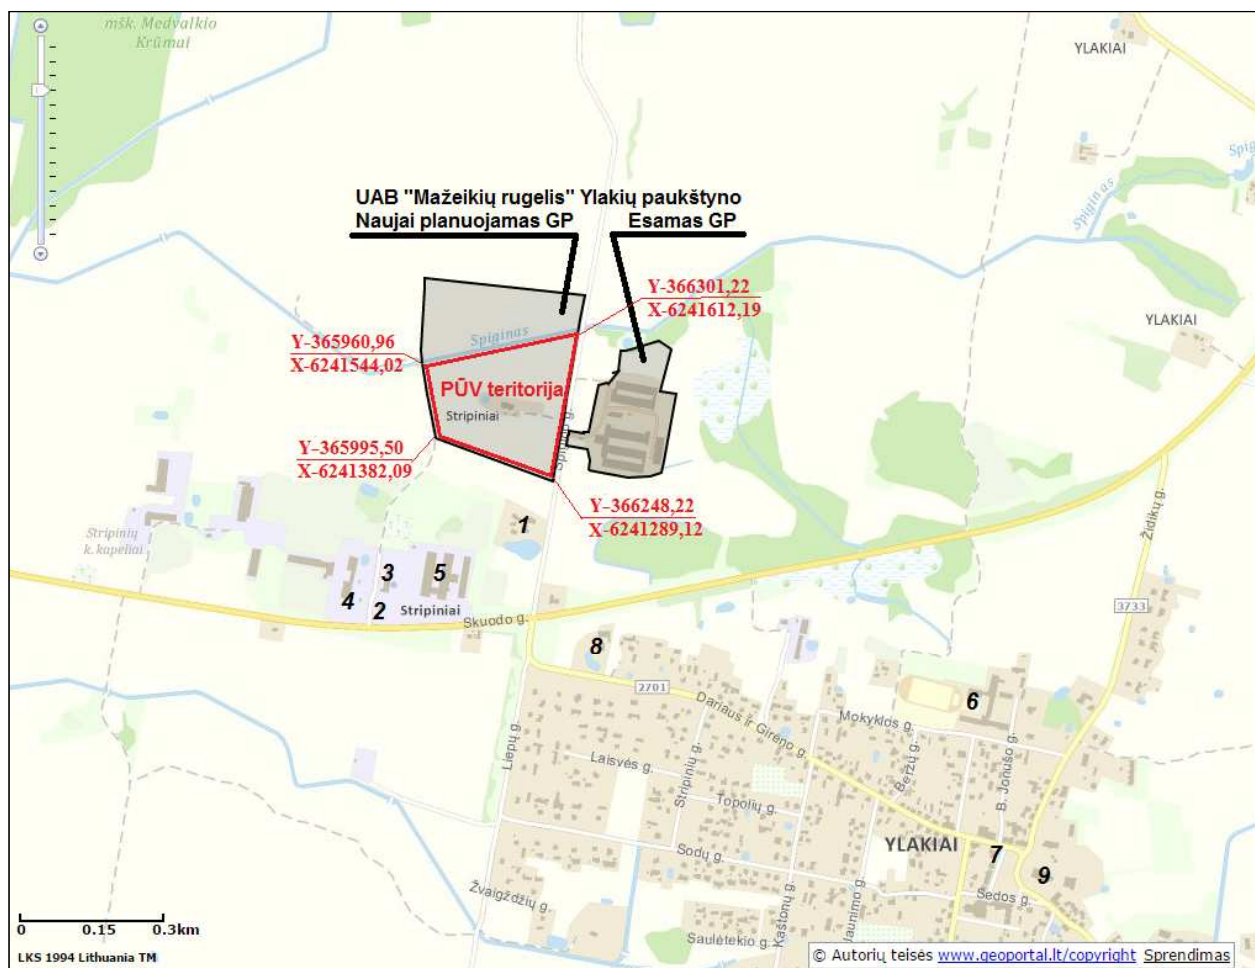 mšk. Medvalkio
Krūmai
YLAKIAI
Spiginas
UAB "Mažeikių rugelis" Ylakių paukštyno
Naujai planuojamas GP
Esamas GP
Y-366301,22
X-6241612,19
YLAKIAI
Spiginas
Y-365960,96
X-6241544,02
PŪV teritorija
Stripiniai
Y-365995,50
X-6241382,09
Y-366248,22
X-6241289,12
Židikų g.
Stripinių
k. kapeliai
1
3
5
4
2
Stripiniai
Skuodo g.
3733
8
2701
6
Dariaus ir Girėno g.
Mokyklos g.
Liepų g.
Laisvės g.
Stripinių g.
Beržų g.
B. Jonušo g.
Topolių g.
YLAKIAI
7
Sodų g.
9
Žvaigždžių g.
Kaštonų g.
Jaunimo g.
Sedos g.
Saulėtekio g.
0 0.15 0.3km
LKS 1994 Lithuania TM
© Autorių teisės www.geoportal.lt/copyright Sprendimas